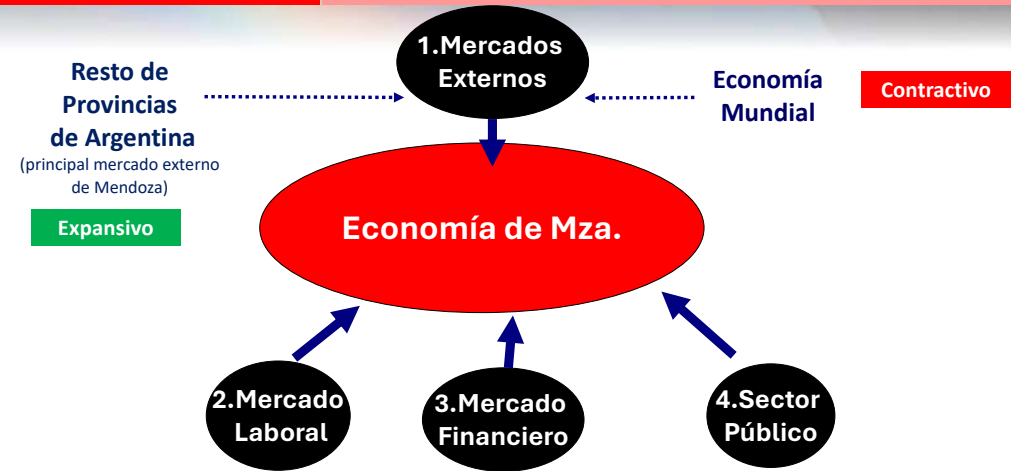 1.Mercados
Externos
Resto de
Provincias
de Argentina
(principal mercado externo
de Mendoza)
Expansivo
Economía
Mundial
Contractivo
Economía de Mza.
2.Mercado
Laboral
3.Mercado
Financiero
4.Sector
Público